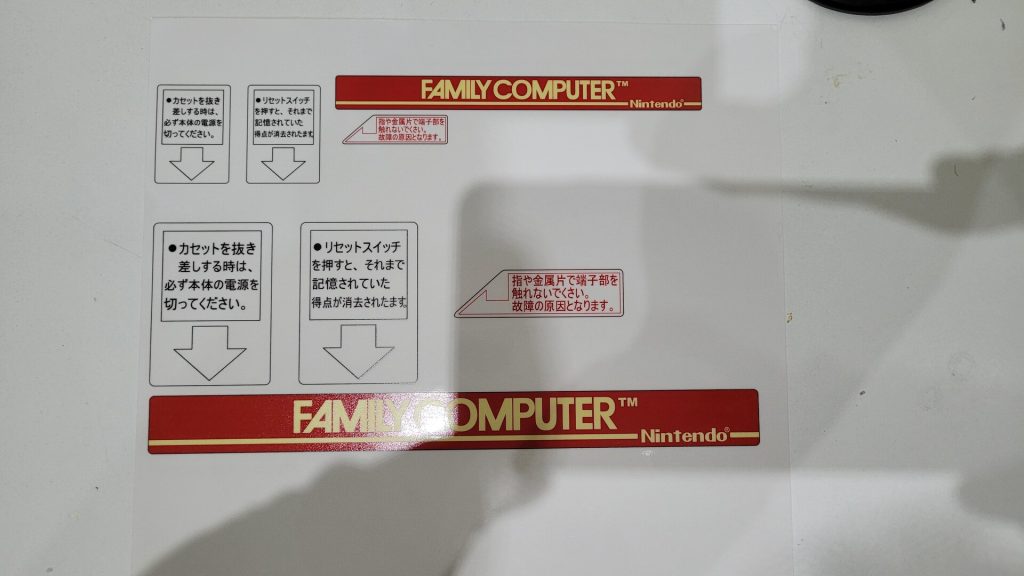 ●カセットを抜き
差しする時は、
必ず本体の電源を
切ってください。
●リセットスイッチ
を押すと、それまで
記憶されていた
得点が消去されます
FAMILY COMPUTER™
Nintendo®
指や金属片で端子部を
触れないでくさい。
故障の原因となります。
●カセットを抜き
差しする時は、
必ず本体の電源を
切ってください。
●リセットスイッチ
を押すと、それまで
記憶されていた
得点が消去されます
指や金属片で端子部を
触れないでくさい。
故障の原因となります。
FAMILY COMPUTER™
Nintendo®